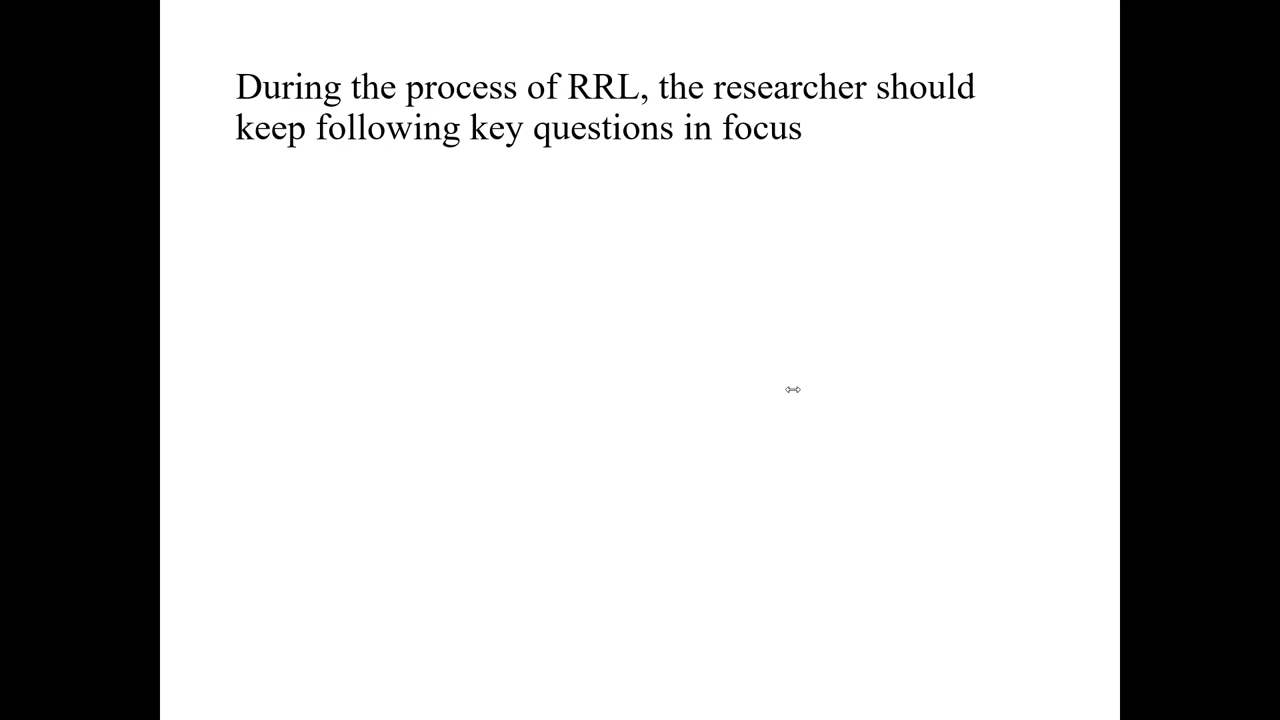 During the process of RRL, the researcher should
keep following key questions in focus